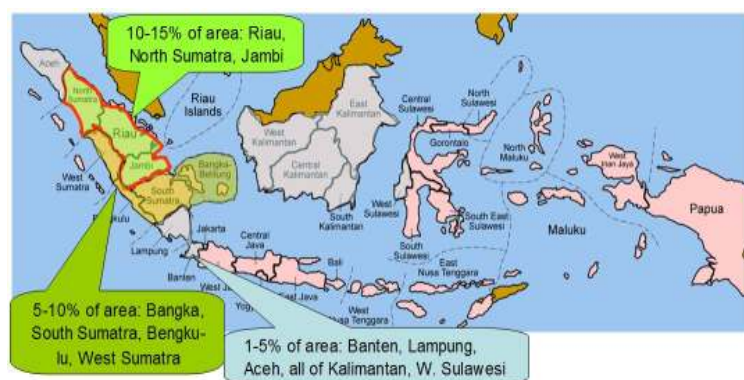 10-15% of area: Riau,
North Sumatra, Jambi
Aceh
North
Sumatra
Riau
Riau
Islands
Jambi
West
Sumatra
South
Sumatra
Bangka-
Belitung
Lampung
Banten
Jakarta
Central
Java
East Java
Bali
West
Nusa Tenggara
East
Nusa Tenggara
West
Kalimantan
Central
Kalimantan
East
Kalimantan
South
Kalimantan
Central
Sulawesi
North
Sulawesi
Gorontalo
West
Sulawesi
South
Sulawesi
South East
Sulawesi
North
Maluku
Maluku
West
Irian Jaya
Papua
5-10% of area: Bangka,
South Sumatra, Bengku-
lu, West Sumatra
1-5% of area: Banten, Lampung,
Aceh, all of Kalimantan, W. Sulawesi